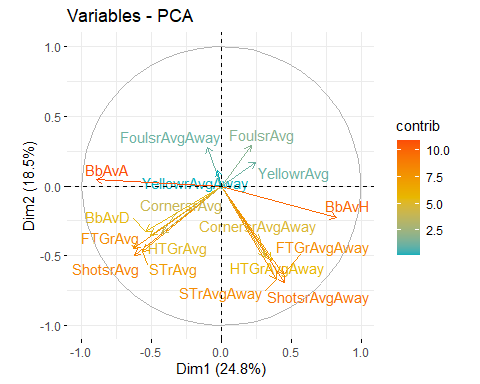 Variables - PCA
1.0
0.5
0.0
-0.5
-1.0
Dim2 (18.5%)
FoulsrAvgAway
FoulsrAvg
BbAvA
YellowrAvgAway
YellowrAvg
BbAvD
CornersrAvg
BbAvH
CornersrAvgAway
FTGrAvg
HTGrAvg
FTGrAvgAway
ShotsrAvg
STrAvg
HTGrAvgAway
STrAvgAway
ShotsrAvgAway
-1.0
-0.5
0.0
0.5
1.0
Dim1 (24.8%)
contrib
10.0
7.5
5.0
2.5